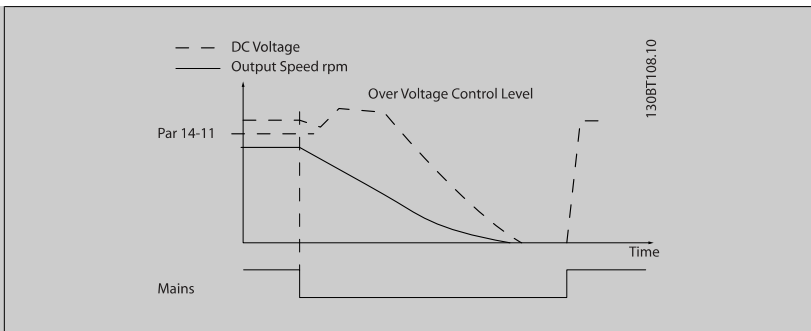 DC Voltage
Output Speed rpm
Over Voltage Control Level
130BT108.10
Par 14-11
Time
Mains